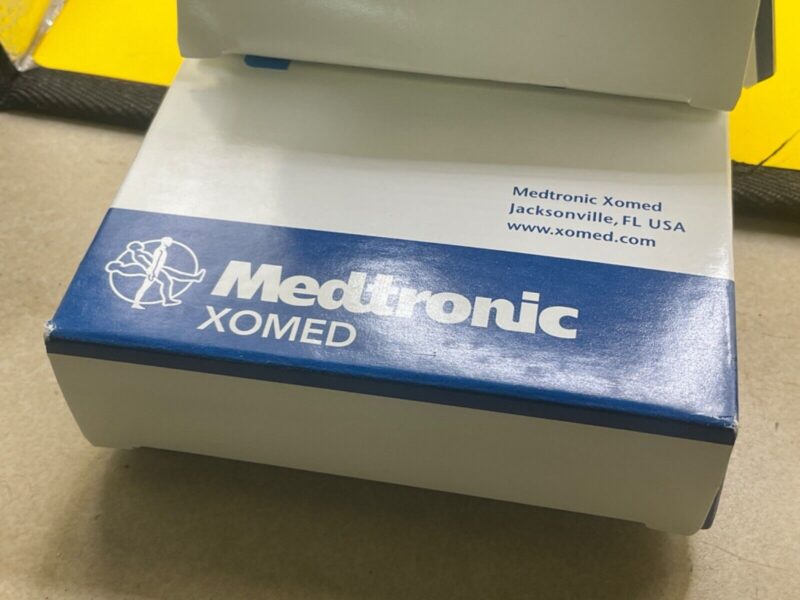 Medtronic Xomed
Jacksonville, FL USA
www.xomed.com
Medtronic
XOMED